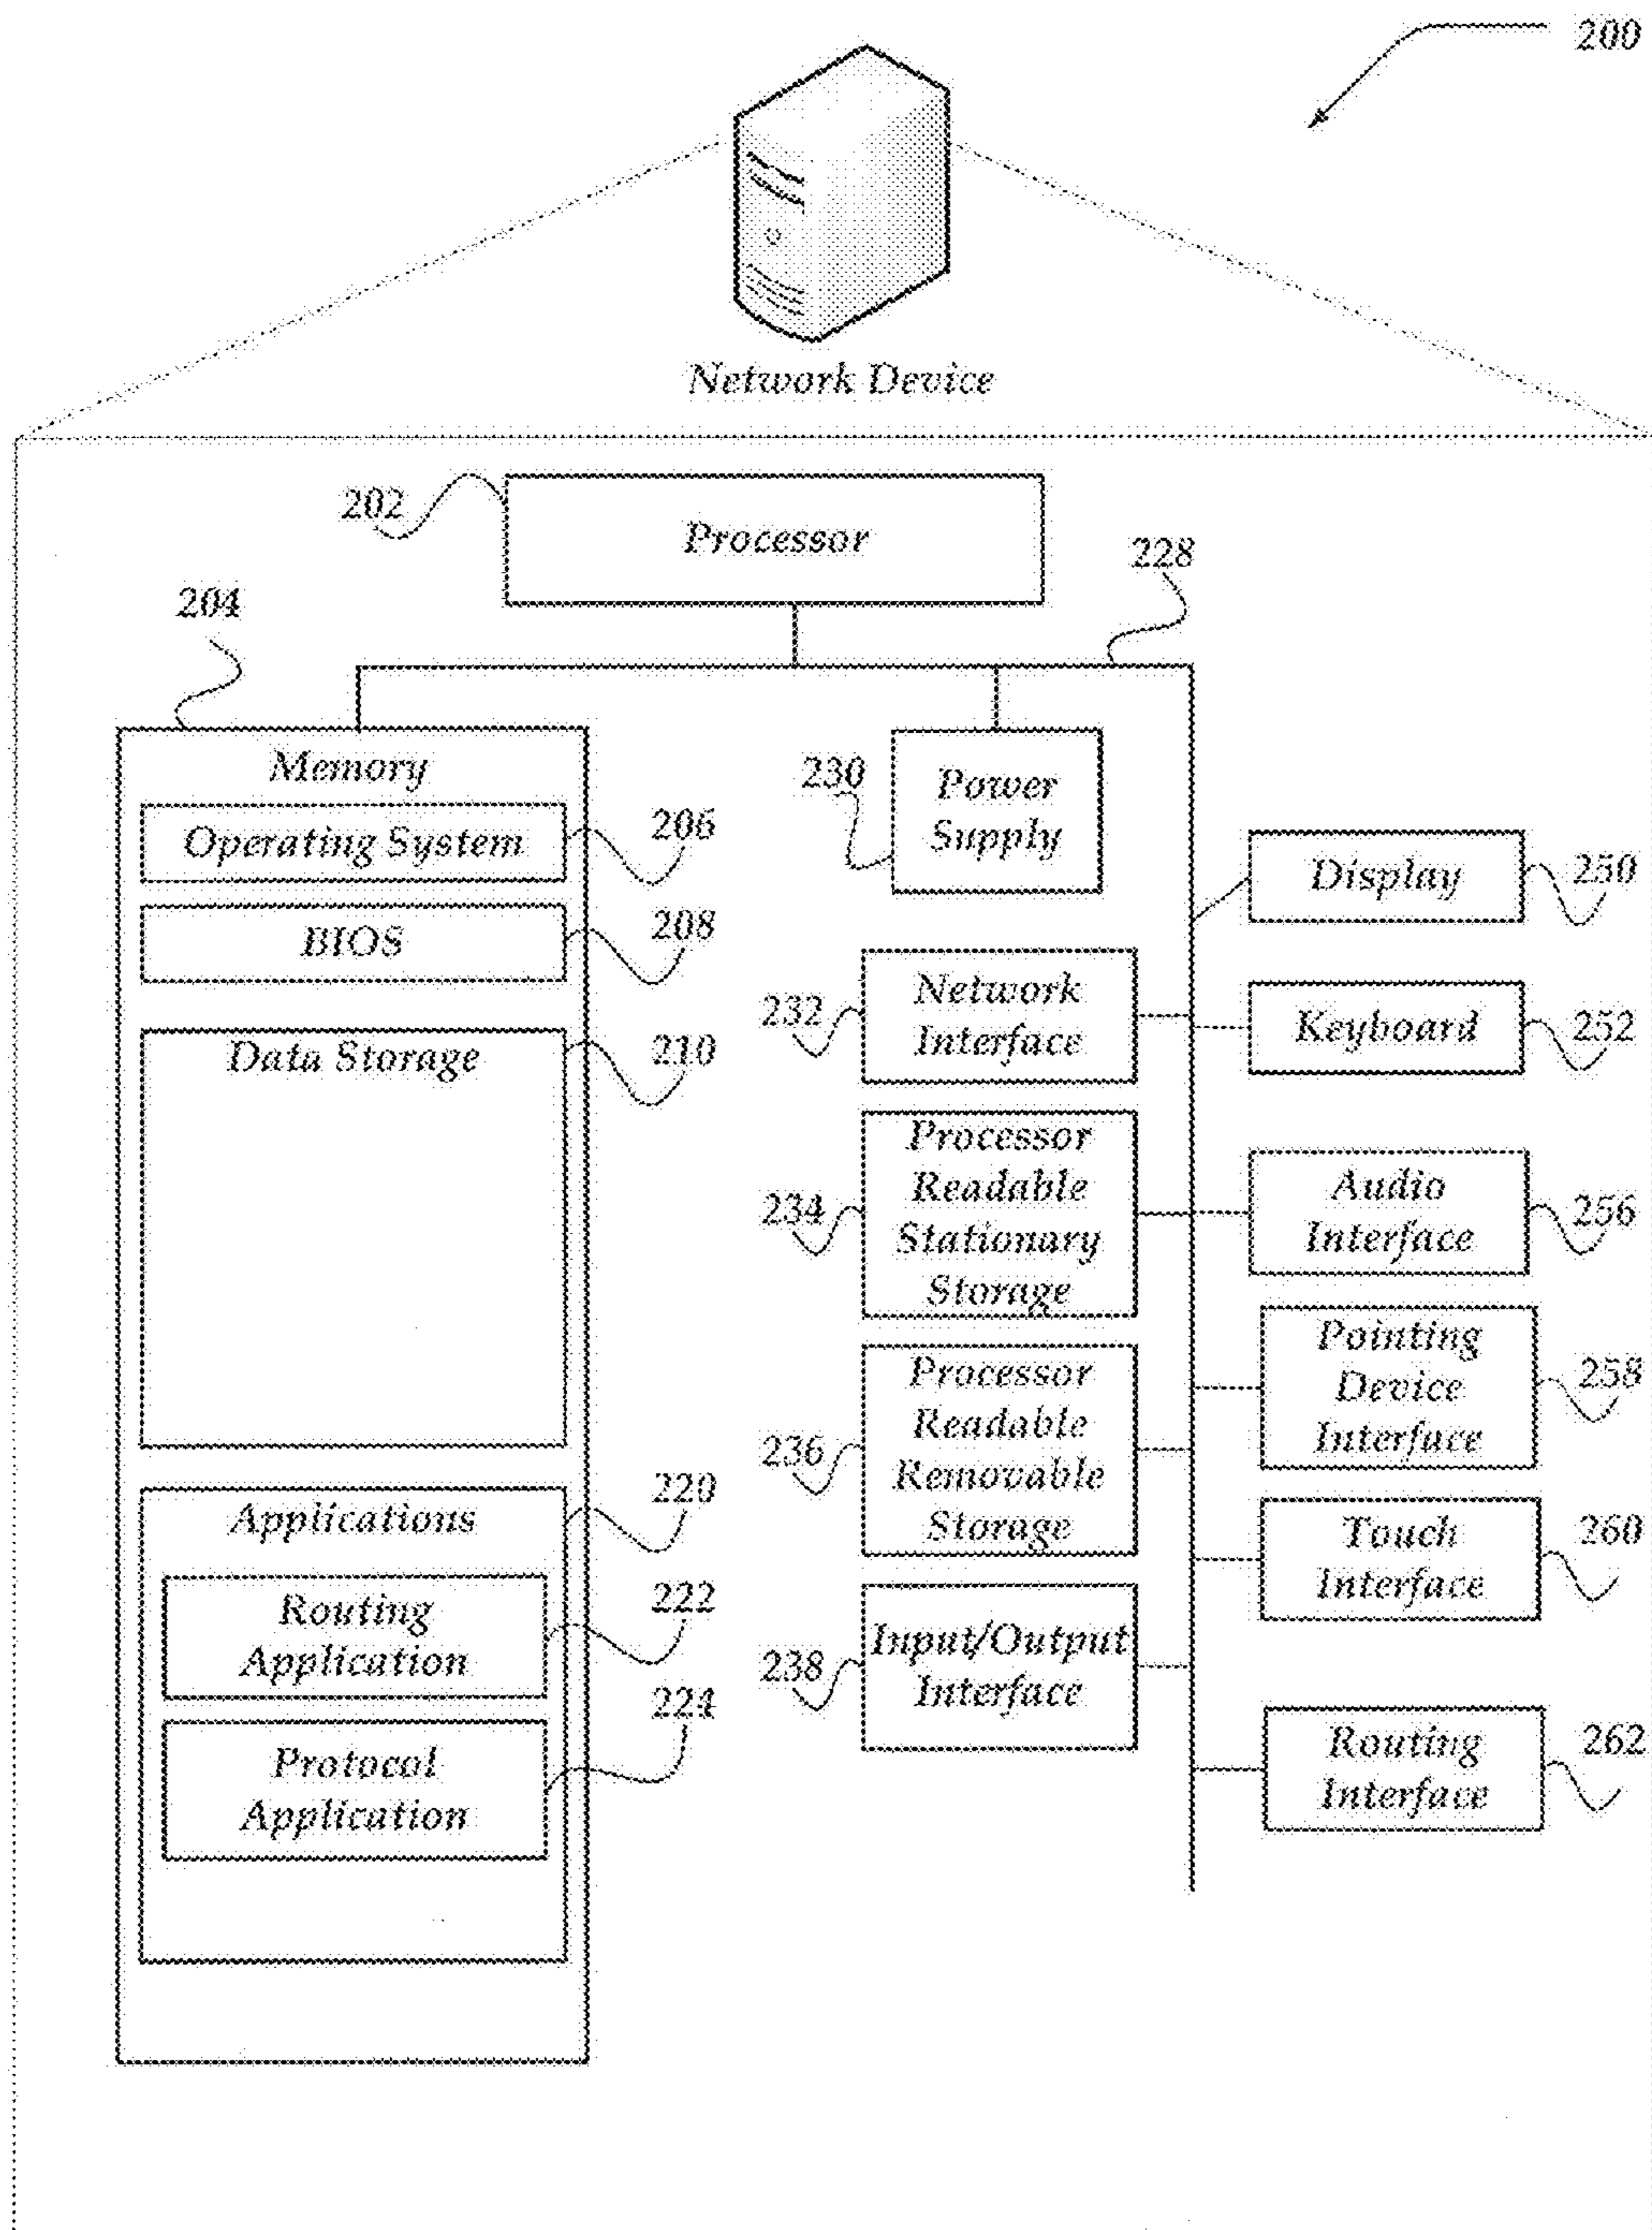 200
Network Device
202
Processor
228
204
Memory
Operating System
206
BIOS
208
Data Storage
210
Applications
220
Routing
Application
222
Protocal
Application
224
230
Power
Supply
232
Network
Interface
234
Processor
Readable
Stationary
Storage
236
Processor
Readable
Removable
Storage
238
Input/Output
Interface
Display
250
Keyboard
252
Audio
Interface
256
Pointing
Device
Interface
258
Touch
Interface
260
Routing
Interface
262